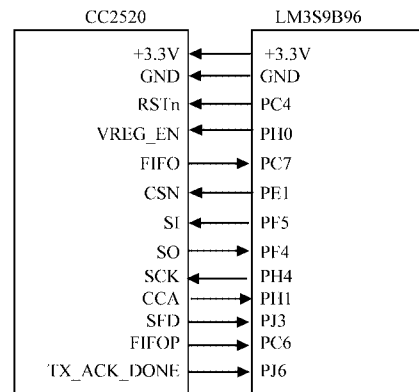 CC2520 LM3S9B96
+3.3V +3.3V
GND GND
RSTn PC4
VREG_EN PH0
FIFO PC7
CSN PE1
SI PF5
SO PF4
SCK PH4
CCA PH1
SFD PJ3
FIFOP PC6
TX_ACK_DONE PJ6